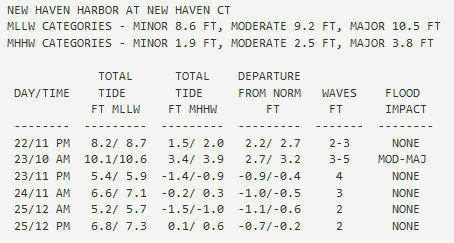 NEW HAVEN HARBOR AT NEW HAVEN CT
MLLW CATEGORIES - MINOR 8.6 FT, MODERATE 9.2 FT, MAJOR 10.5 FT
MHHW CATEGORIES - MINOR 1.9 FT, MODERATE 2.5 FT, MAJOR 3.8 FT
TOTAL TOTAL DEPARTURE
DAY/TIME TIDE TIDE FROM NORM WAVES FLOOD
FT MLLW FT MHHW FT FT IMPACT
-------- --------- --------- ---------- ------- --------
22/11 PM 8.2/ 8.7 1.5/ 2.0 2.2/ 2.7 2-3 NONE
23/10 AM 10.1/10.6 3.4/ 3.9 2.7/ 3.2 3-5 MOD-MAJ
23/11 PM 5.4/ 5.9 -1.4/-0.9 -0.9/-0.4 4 NONE
24/11 AM 6.6/ 7.1 -0.2/ 0.3 -1.0/-0.5 3 NONE
25/12 AM 5.2/ 5.7 -1.5/-1.0 -1.1/-0.6 2 NONE
25/12 PM 6.8/ 7.3 0.1/ 0.6 -0.7/-0.2 2 NONE